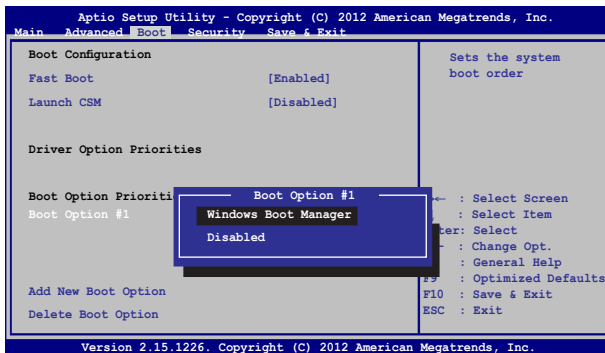 Aptio Setup Utility - Copyright (C) 2012 American Megatrends, Inc.
Main Advanced Boot Security Save & Exit
Boot Configuration
Fast Boot [Enabled]
Launch CSM [Disabled]
Driver Option Priorities
Boot Option Prioriti
Boot Option #1
Boot Option #1
Windows Boot Manager
Disabled
Add New Boot Option
Delete Boot Option
Sets the system
boot order
←: Select Screen
: Select Item
ter: Select
: Change Opt.
: General Help
F9 : Optimized Defaults
F10 : Save & Exit
ESC : Exit
Version 2.15.1226. Copyright (C) 2012 American Megatrends, Inc.